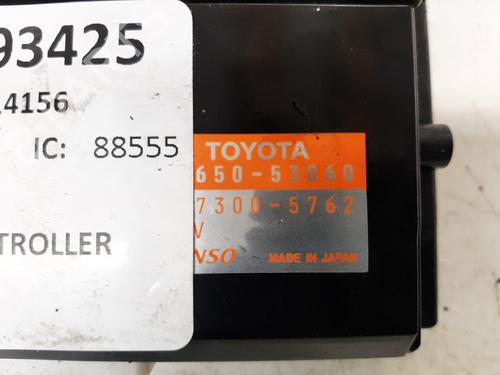 93425
4156
IC: 88555
TROLLER
TOYOTA
650-53060
7300-5762
V
NSO MADE IN JAPAN